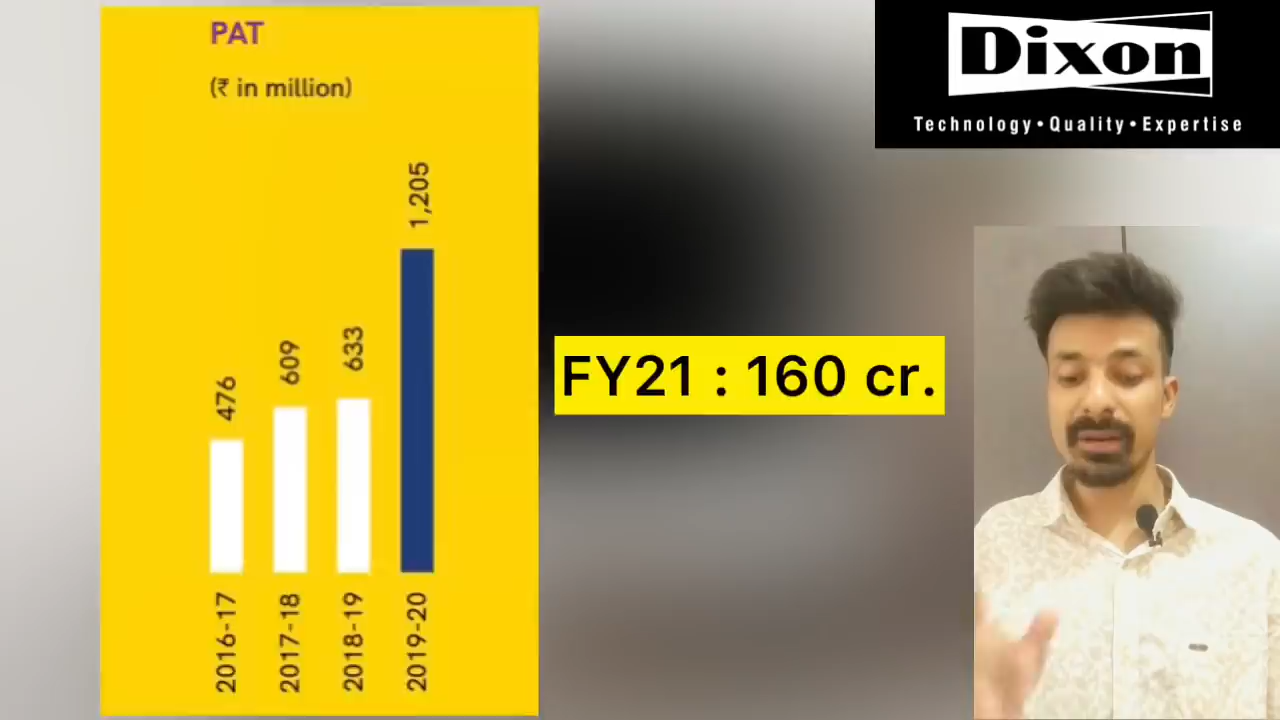 PAT
(₹ in million)
476
609
633
1,205
2016-17
2017-18
2018-19
2019-20
FY21 : 160 cr.
Dixon
Technology•Quality•Expertise